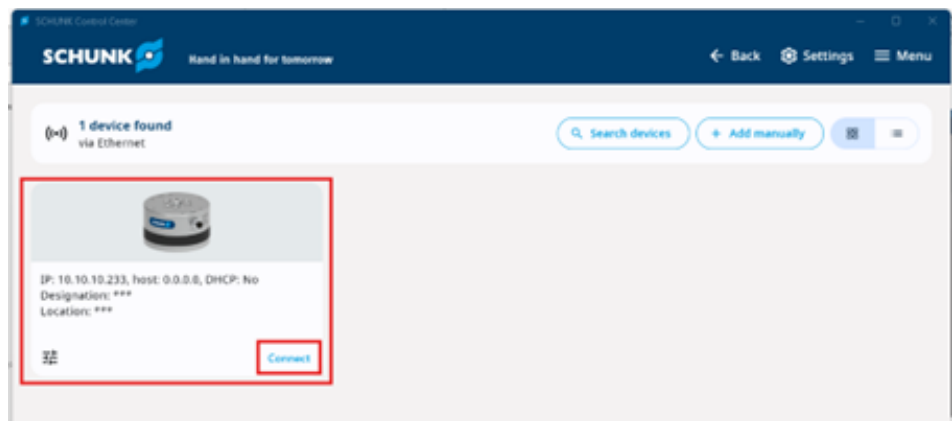 SCHUNK Control Center
SCHUNK
Hand in hand for tomorrow
Back
Settings
Menu
1 device found
via Ethernet
Search devices
+ Add manually
IP: 10.10.10.233, host: 0.0.0.0, DHCP: No
Designation: ***
Location: ***
Connect